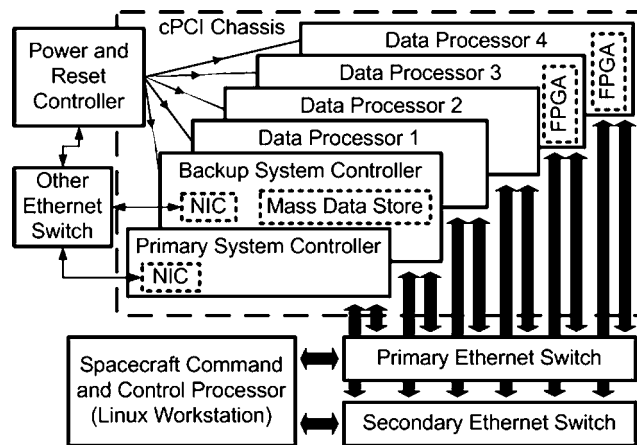 cPCI Chassis
Power and
Reset
Controller
Data Processor 4
FPGA
Data Processor 3
FPGA
Data Processor 2
Data Processor 1
Backup System Controller
NIC
Mass Data Store
Other
Ethernet
Switch
Primary System Controller
NIC
Spacecraft Command
and Control Processor
(Linux Workstation)
Primary Ethernet Switch
Secondary Ethernet Switch